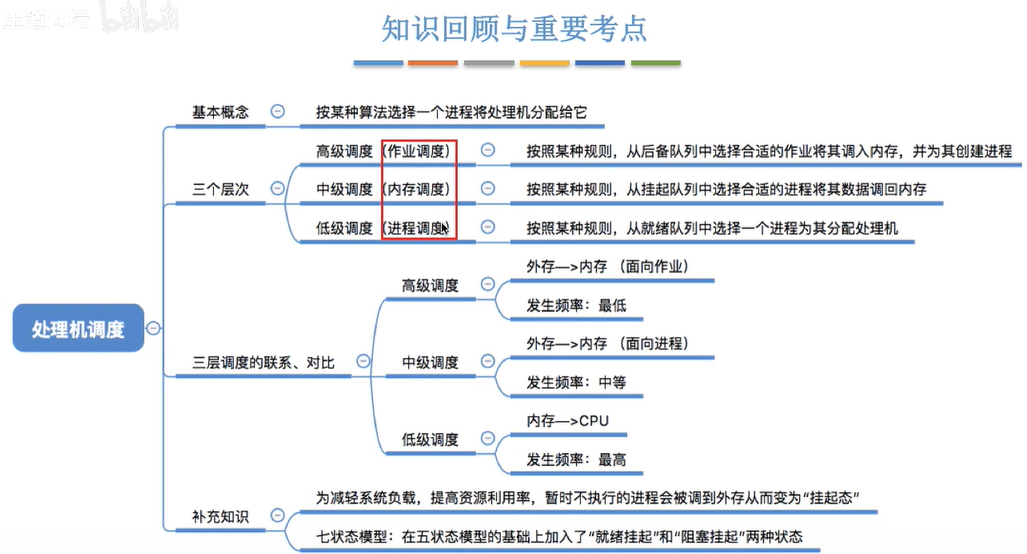 知识回顾与重要考点
基本概念
按某种算法选择一个进程将处理机分配给它
三个层次
高级调度（作业调度）
按照某种规则，从后备队列中选择合适的作业将其调入内存，并为其创建进程
中级调度（内存调度）
按照某种规则，从挂起队列中选择合适的进程将其数据调回内存
低级调度（进程调度）
按照某种规则，从就绪队列中选择一个进程为其分配处理机
处理机调度
三层调度的联系、对比
高级调度
外存—>内存 （面向作业）
发生频率：最低
中级调度
外存—>内存 （面向进程）
发生频率：中等
低级调度
内存—>CPU
发生频率：最高
补充知识
为减轻系统负载，提高资源利用率，暂时不执行的进程会被调到外存从而变为“挂起态”
七状态模型：在五状态模型的基础上加入了“就绪挂起”和“阻塞挂起”两种状态